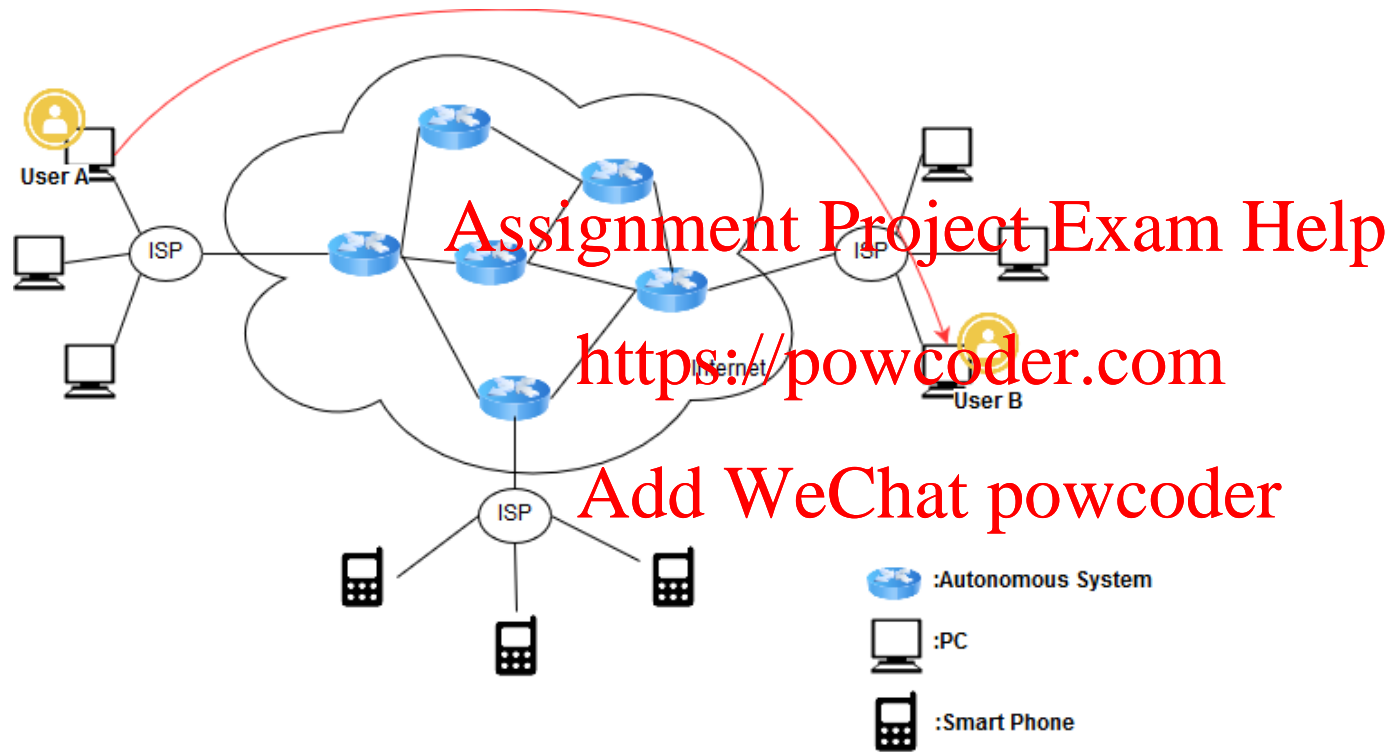 User A
ISP
Assignment Project Exam Help
ISP
https://powcoder.com
Internet
User B
Add WeChat powcoder
ISP
:Autonomous System
:PC
:Smart Phone